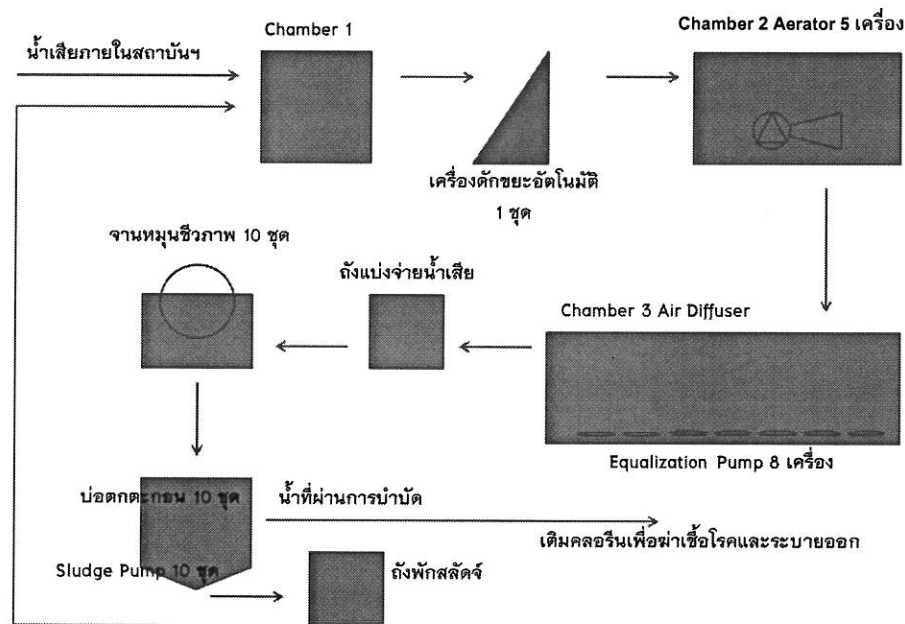 Chamber 1
Chamber 2 Aerator 5 เครื่อง
น้ำเสียภายในสถาบันฯ
เครื่องดักขยะอัตโนมัติ
1 ชุด
จานหมุนชีวภาพ 10 ชุด
ถังแบ่งจ่ายน้ำเสีย
Chamber 3 Air Diffuser
Equalization Pump 8 เครื่อง
บ่อตกตะกอน 10 ชุด
น้ำที่ผ่านการบำบัด
เติมคลอรีนเพื่อฆ่าเชื้อโรคและระบายออก
Sludge Pump 10 ชุด
ถังพักสลัดจ์